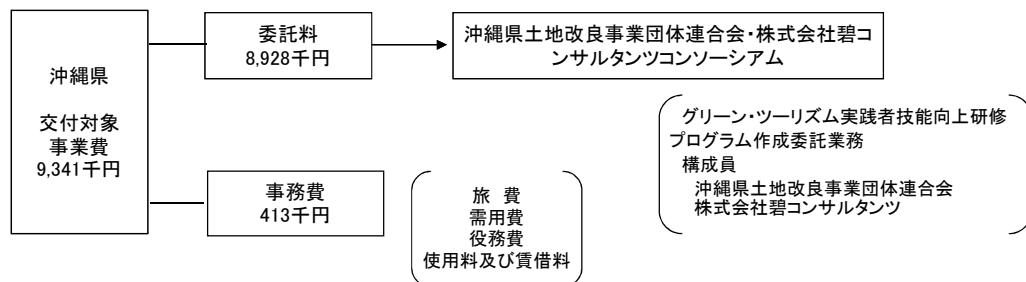 沖縄県
交付対象
事業費
9,341千円
委託料
8,928千円
沖縄県土地改良事業団体連合会・株式会社碧コ
ンサルタンツコンソーシアム
グリーン・ツーリズム実践者技能向上研修
プログラム作成委託業務
構成員
沖縄県土地改良事業団体連合会
株式会社碧コンサルタンツ
事務費
413千円
旅 費
需用費
役務費
使用料及び賃借料